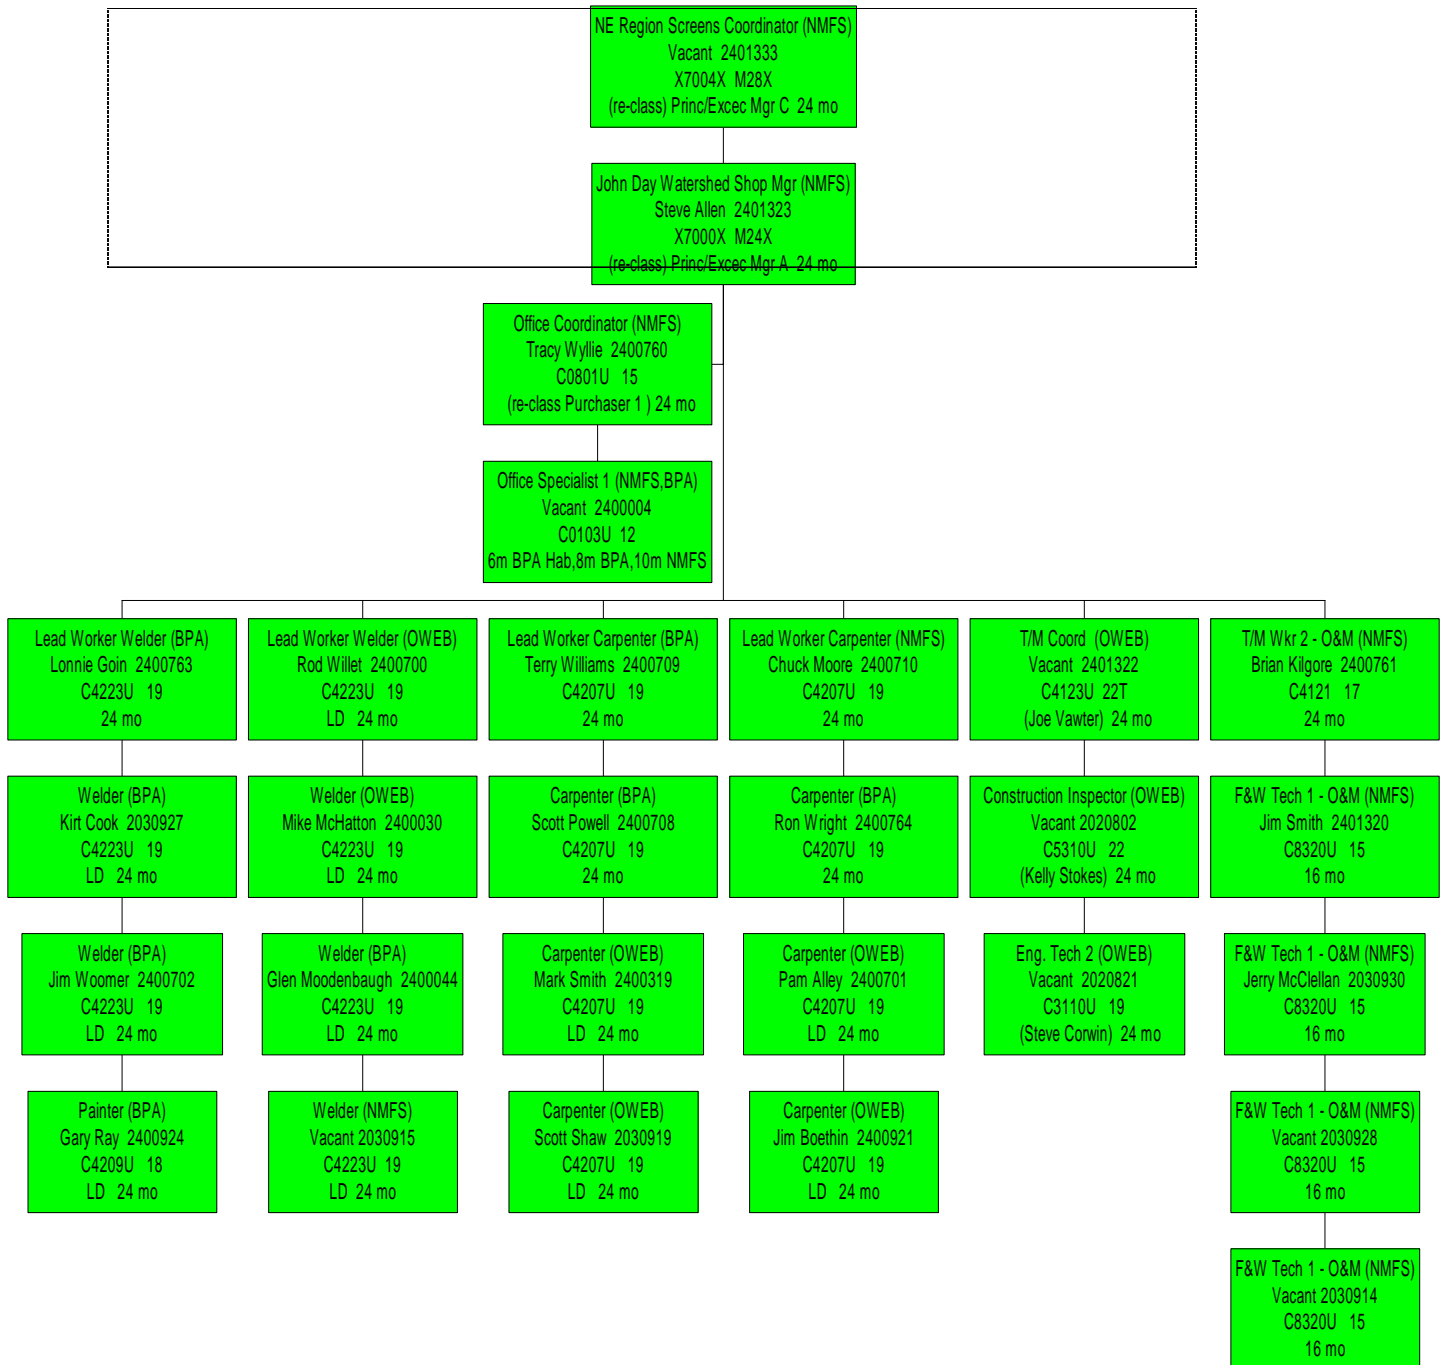 NE Region Screens Coordinator (NMFS)
Vacant 2401333
X7004X M28X
(re-class) Princ/Excec Mgr C 24 mo
John Day Watershed Shop Mgr (NMFS)
Steve Allen 2401323
X7000X M24X
(re-class) Princ/Excec Mgr A 24 mo
Office Coordinator (NMFS)
Tracy Wyllie 2400760
C0801U 15
(re-class Purchaser 1 ) 24 mo
Office Specialist 1 (NMFS,BPA)
Vacant 2400004
C0103U 12
6m BPA Hab,8m BPA,10m NMFS
Lead Worker Welder (BPA)
Lonnie Goin 2400763
C4223U 19
24 mo
Lead Worker Welder (OWEB)
Rod Willet 2400700
C4223U 19
LD 24 mo
Lead Worker Carpenter (BPA)
Terry Williams 2400709
C4207U 19
24 mo
Lead Worker Carpenter (NMFS)
Chuck Moore 2400710
C4207U 19
24 mo
T/M Coord (OWEB)
Vacant 2401322
C4123U 22T
(Joe Vawter) 24 mo
T/M Wkr 2 - O&M (NMFS)
Brian Kilgore 2400761
C4121 17
24 mo
Welder (BPA)
Kirt Cook 2030927
C4223U 19
LD 24 mo
Welder (OWEB)
Mike McHatton 2400030
C4223U 19
LD 24 mo
Carpenter (BPA)
Scott Powell 2400708
C4207U 19
24 mo
Carpenter (BPA)
Ron Wright 2400764
C4207U 19
24 mo
Construction Inspector (OWEB)
Vacant 2020802
C5310U 22
(Kelly Stokes) 24 mo
F&W Tech 1 - O&M (NMFS)
Jim Smith 2401320
C8320U 15
16 mo
Welder (BPA)
Jim Woomer 2400702
C4223U 19
LD 24 mo
Welder (BPA)
Glen Moodenbaugh 2400044
C4223U 19
LD 24 mo
Carpenter (OWEB)
Mark Smith 2400319
C4207U 19
LD 24 mo
Carpenter (OWEB)
Pam Alley 2400701
C4207U 19
LD 24 mo
Eng. Tech 2 (OWEB)
Vacant 2020821
C3110U 19
(Steve Corwin) 24 mo
F&W Tech 1 - O&M (NMFS)
Jerry McClellan 2030930
C8320U 15
16 mo
Painter (BPA)
Gary Ray 2400924
C4209U 18
LD 24 mo
Welder (NMFS)
Vacant 2030915
C4223U 19
LD 24 mo
Carpenter (OWEB)
Scott Shaw 2030919
C4207U 19
LD 24 mo
Carpenter (OWEB)
Jim Boethin 2400921
C4207U 19
LD 24 mo
F&W Tech 1 - O&M (NMFS)
Vacant 2030928
C8320U 15
16 mo
F&W Tech 1 - O&M (NMFS)
Vacant 2030914
C8320U 15
16 mo